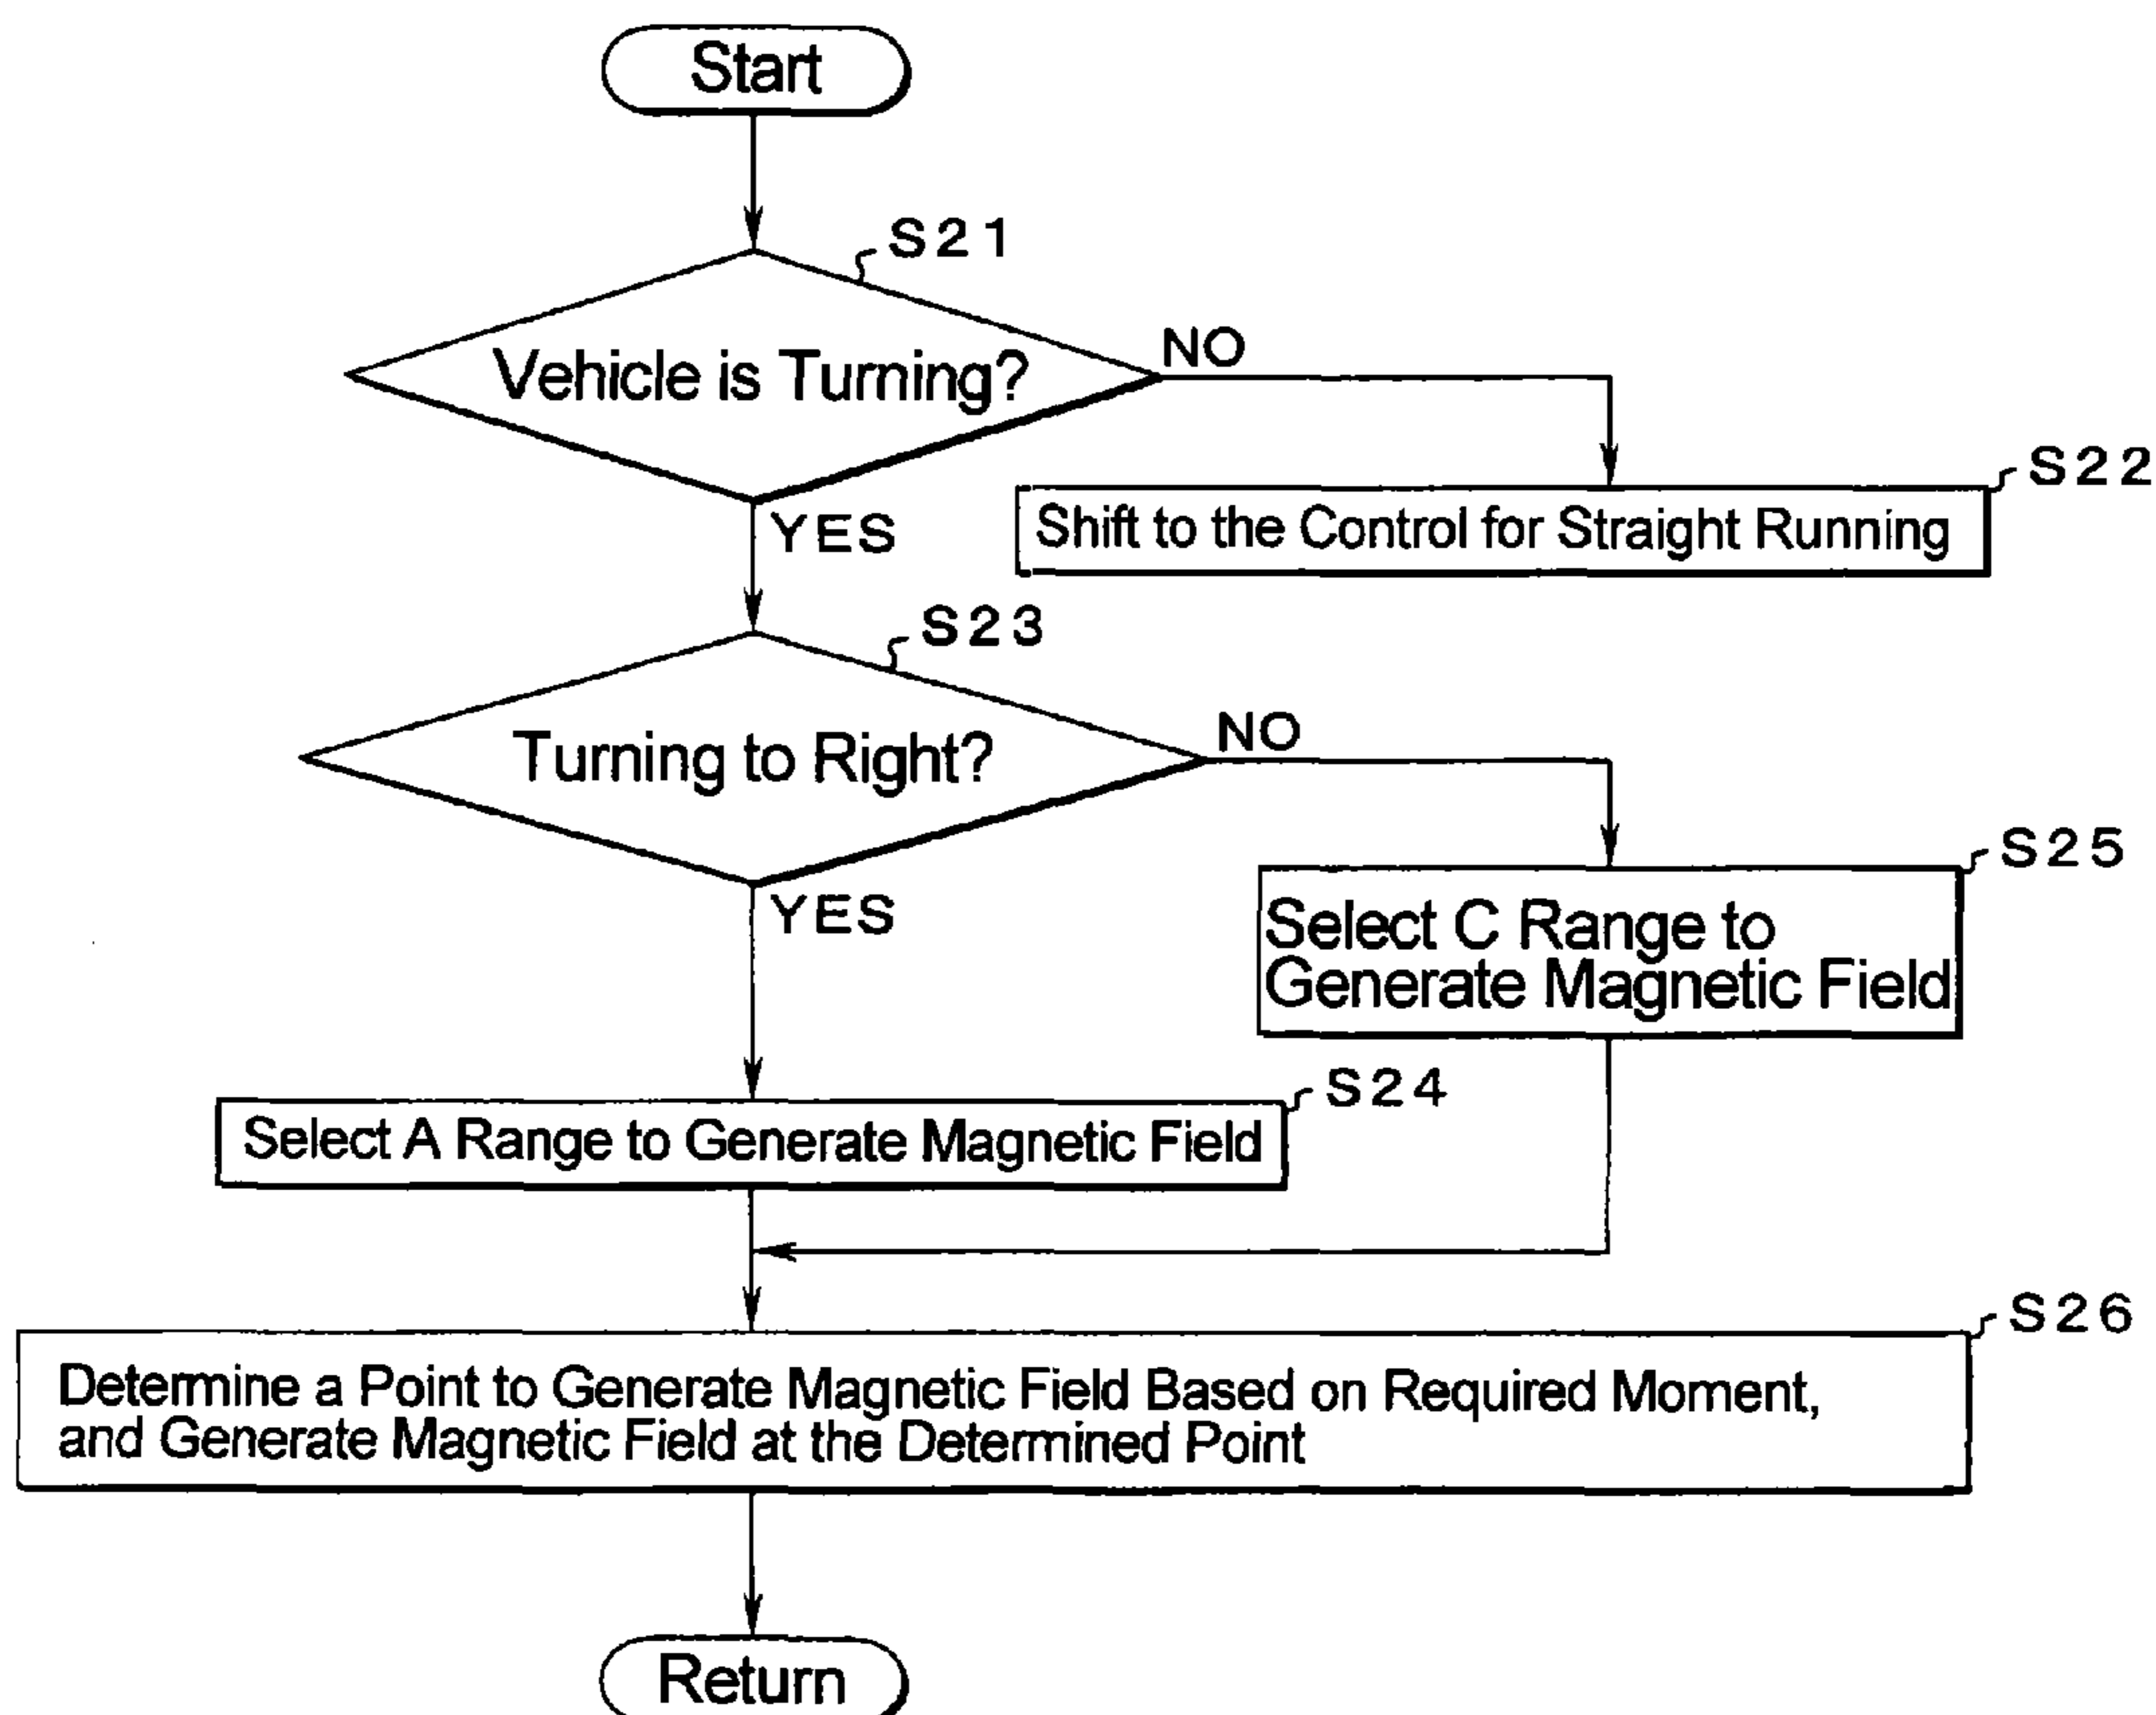 Start
S21
Vehicle is Turning?
NO
S22
Shift to the Control for Straight Running
YES
S23
Turning to Right?
NO
S25
Select C Range to
Generate Magnetic Field
YES
S24
Select A Range to Generate Magnetic Field
S26
Determine a Point to Generate Magnetic Field Based on Required Moment,
and Generate Magnetic Field at the Determined Point
Return